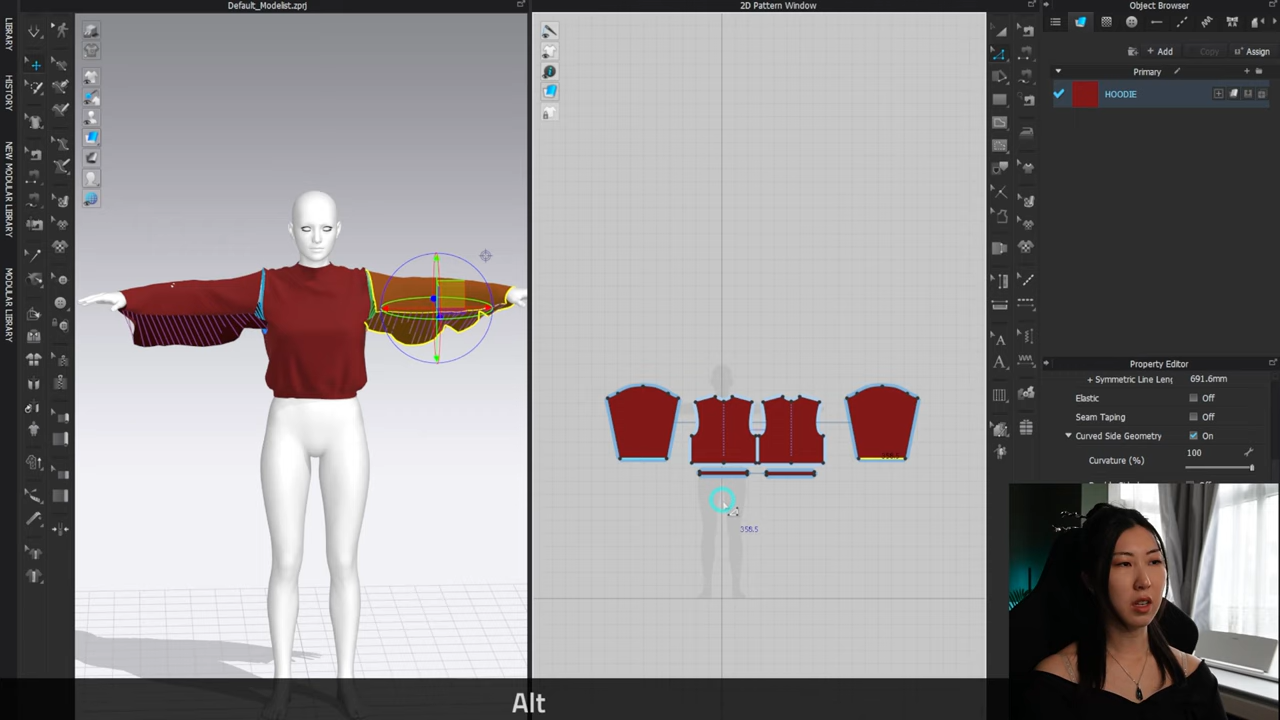 Default_Modelist.zprj
2D Pattern Window
Object Browser
LIBRARY
HISTORY
NEW MODULAR LIBRARY
MODULAR LIBRARY
Add
Copy
Assign
Primary
HOODIE
358.5
Property Editor
+ Symmetric Line Leng
691.6mm
Elastic
Off
Seam Taping
Off
Curved Side Geometry
On
Curvature (%)
100
Alt